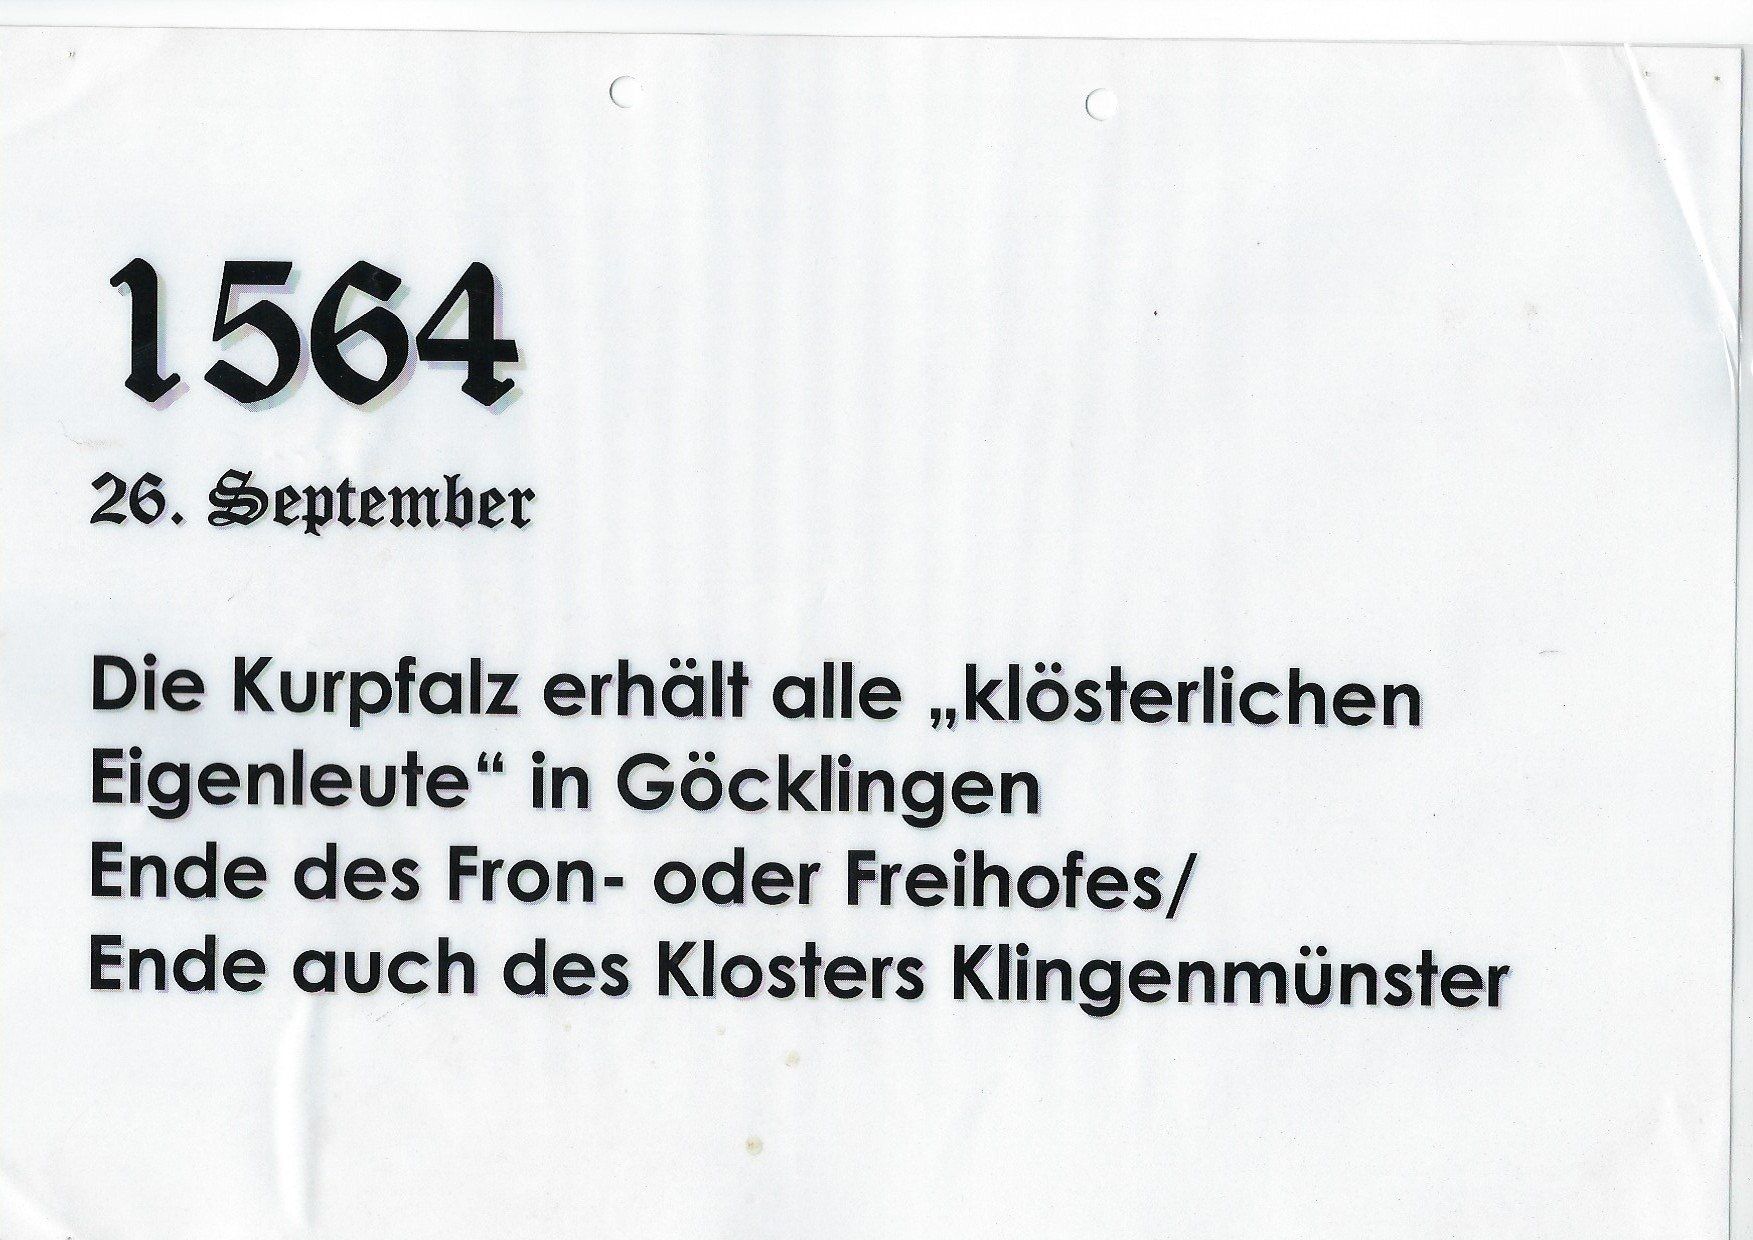 1564
26. September
Die Kurpfalz erhält alle „klösterlichen
Eigenleute“ in Göcklingen
Ende des Fron- oder Freihofes/
Ende auch des Klosters Klingenmünster